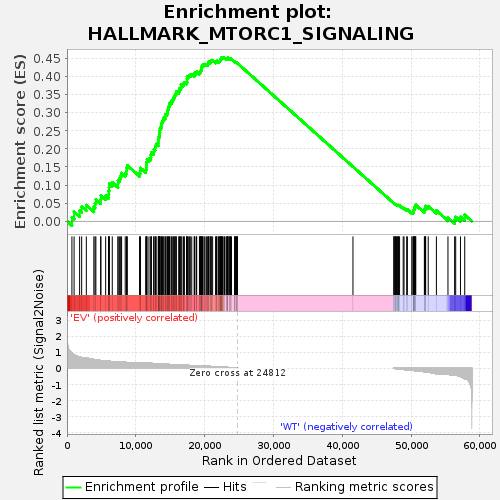 Enrichment plot:
HALLMARK_MTORC1_SIGNALING
Enrichment score (ES)
0.45
0.40
0.35
0.30
0.25
0.20
0.15
0.10
0.05
0.00
'EV' (positively correlated)
Ranked list metric (Signal2Noise)
3
2
1
0
-1
-2
-3
-4
Zero cross at 24812
'WT' (negatively correlated)
0
10,000
20,000
30,000
40,000
50,000
60,000
Rank in Ordered Dataset
Enrichment profile
Hits
Ranking metric scores